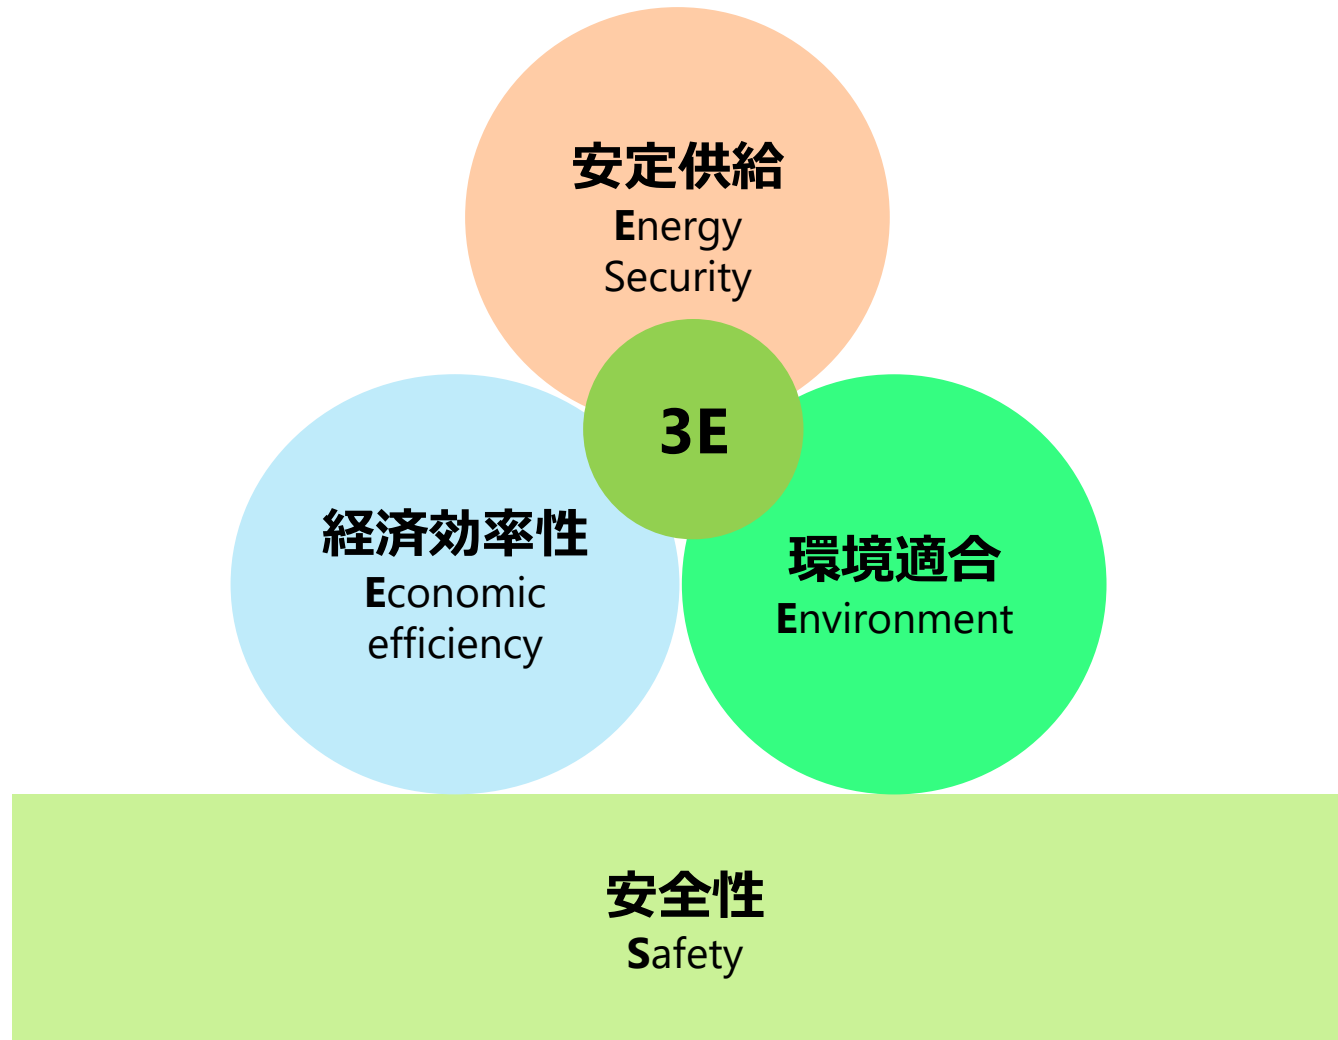 安定供給
Energy
Security
3E
経済効率性
Economic
efficiency
環境適合
Environment
安全性
Safety